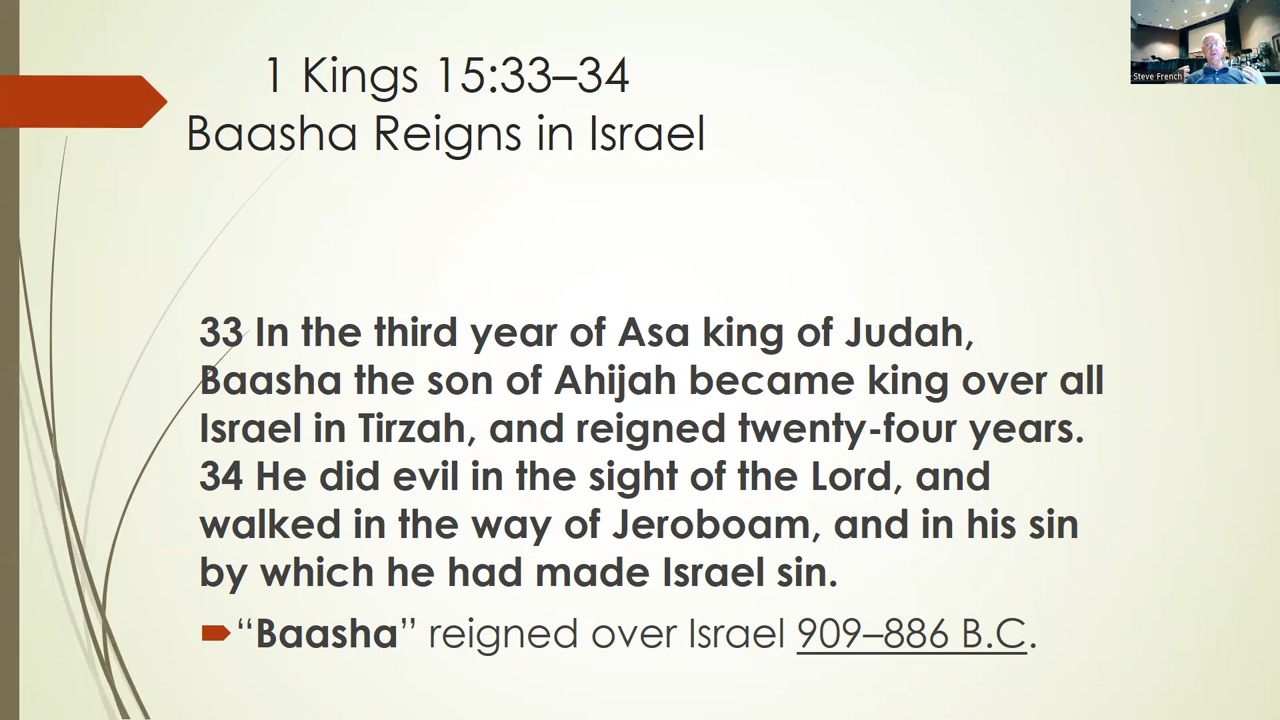 1 Kings 15:33–34
Baasha Reigns in Israel
Steve French
33 In the third year of Asa king of Judah,
Baasha the son of Ahijah became king over all
Israel in Tirzah, and reigned twenty-four years.
34 He did evil in the sight of the Lord, and
walked in the way of Jeroboam, and in his sin
by which he had made Israel sin.
“Baasha” reigned over Israel 909–886 B.C.